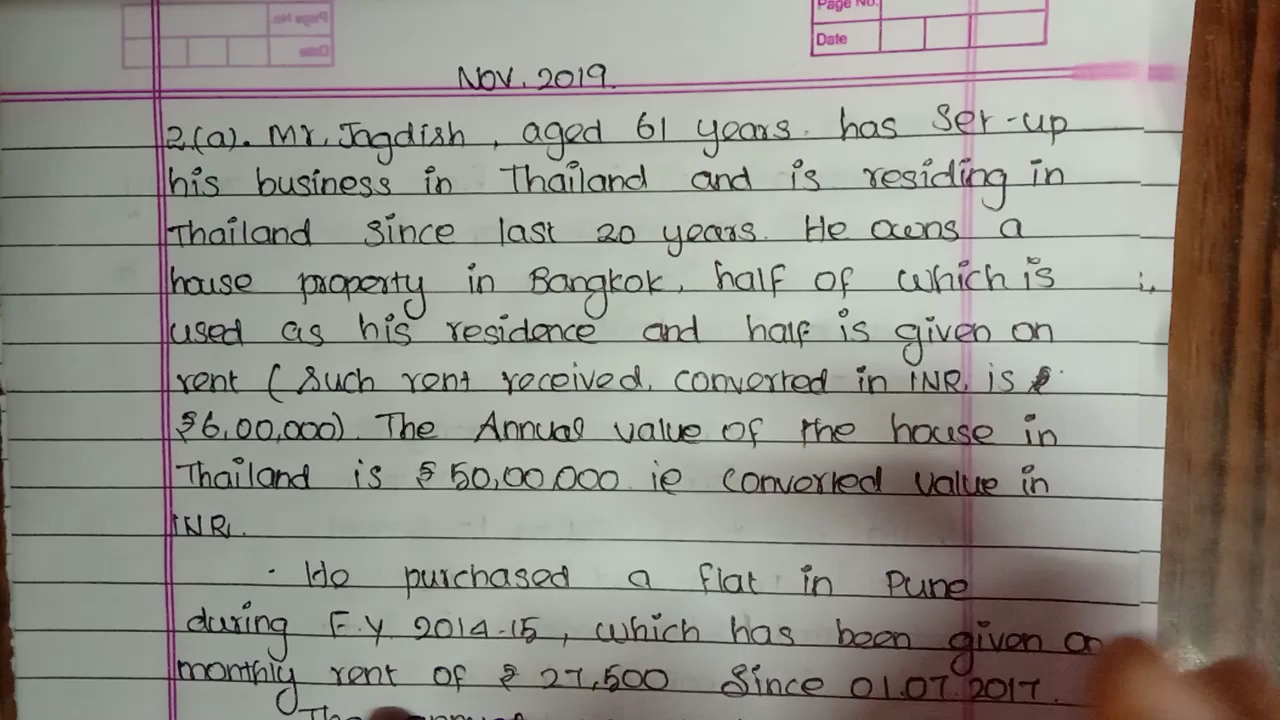 Page No.
Date
NOV. 2019.
2.(a). Mr. Jagdish, aged 61 years. has Ser-up
his business in Thailand and is residing in
Thailand since last 20 years. He owns a
house property in Bangkok, half of which is
used as his residence and half is given on
rent (such rent received, converted in INR. is
₹6,00,000). The Annual value of the house in
Thailand is ₹ 50,00,000 ie converted value in
INR.
. He purchased a flat in Pune
during F.Y 2014-15, which has been given on
monthly rent of ₹ 27,500 Since 01.07.2017.
The